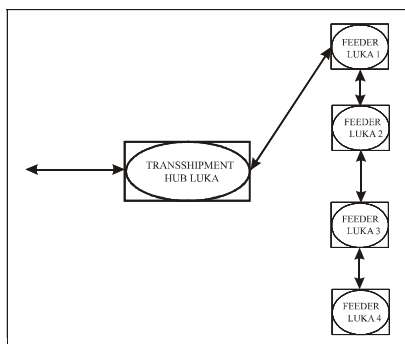 FEEDER
LUKA 1
FEEDER
LUKA 2
TRANSSHIPMENT
HUB LUKA
FEEDER
LUKA 3
FEEDER
LUKA 4